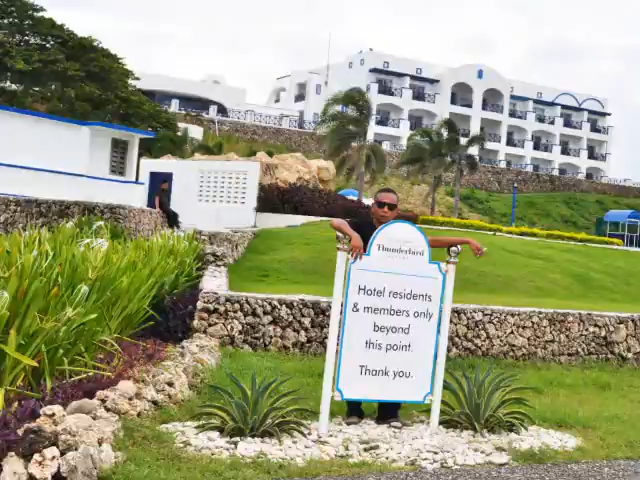 Thunderbird
Hotel residents
& members only
beyond
this point.
Thank you.